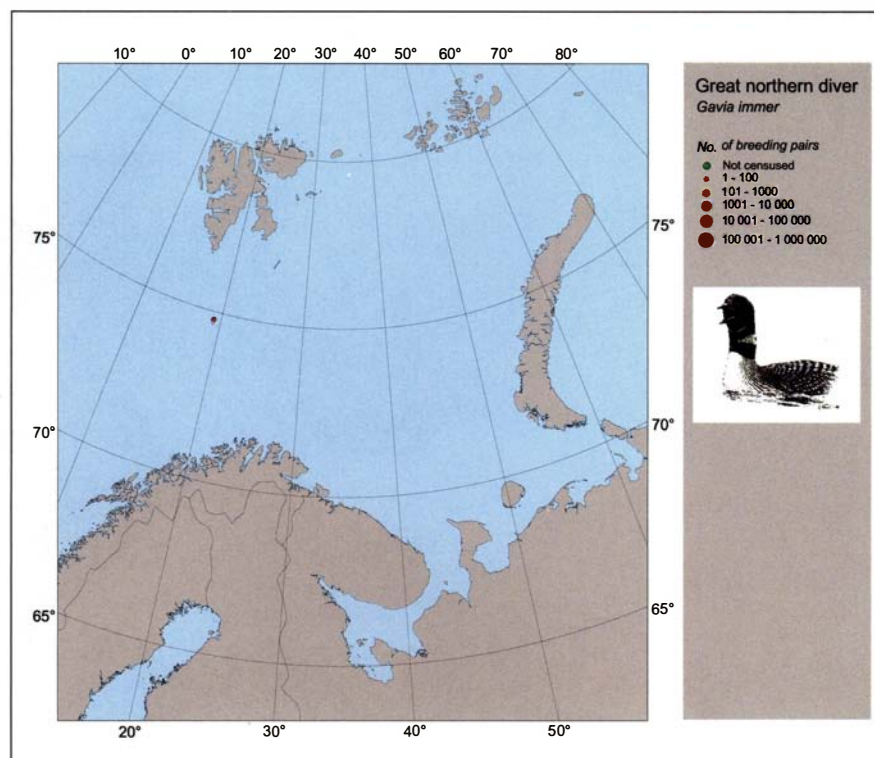 10° 0° 10° 20° 30° 40° 50° 60° 70° 80°
75° 75°
70° 70°
65° 65°
20° 30° 40° 50°
Great northern diver
Gavia immer
No. of breeding pairs
Not censused
1 - 100
101 - 1000
1001 - 10 000
10 001 - 100 000
100 001 - 1 000 000